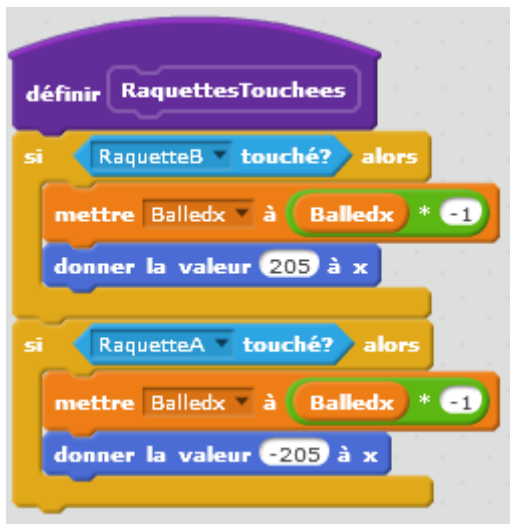 définir RaquettesTouchees
si RaquetteB touché? alors
mettre Balledx à Balledx * -1
donner la valeur 205 à x
si RaquetteA touché? alors
mettre Balledx à Balledx * -1
donner la valeur -205 à x